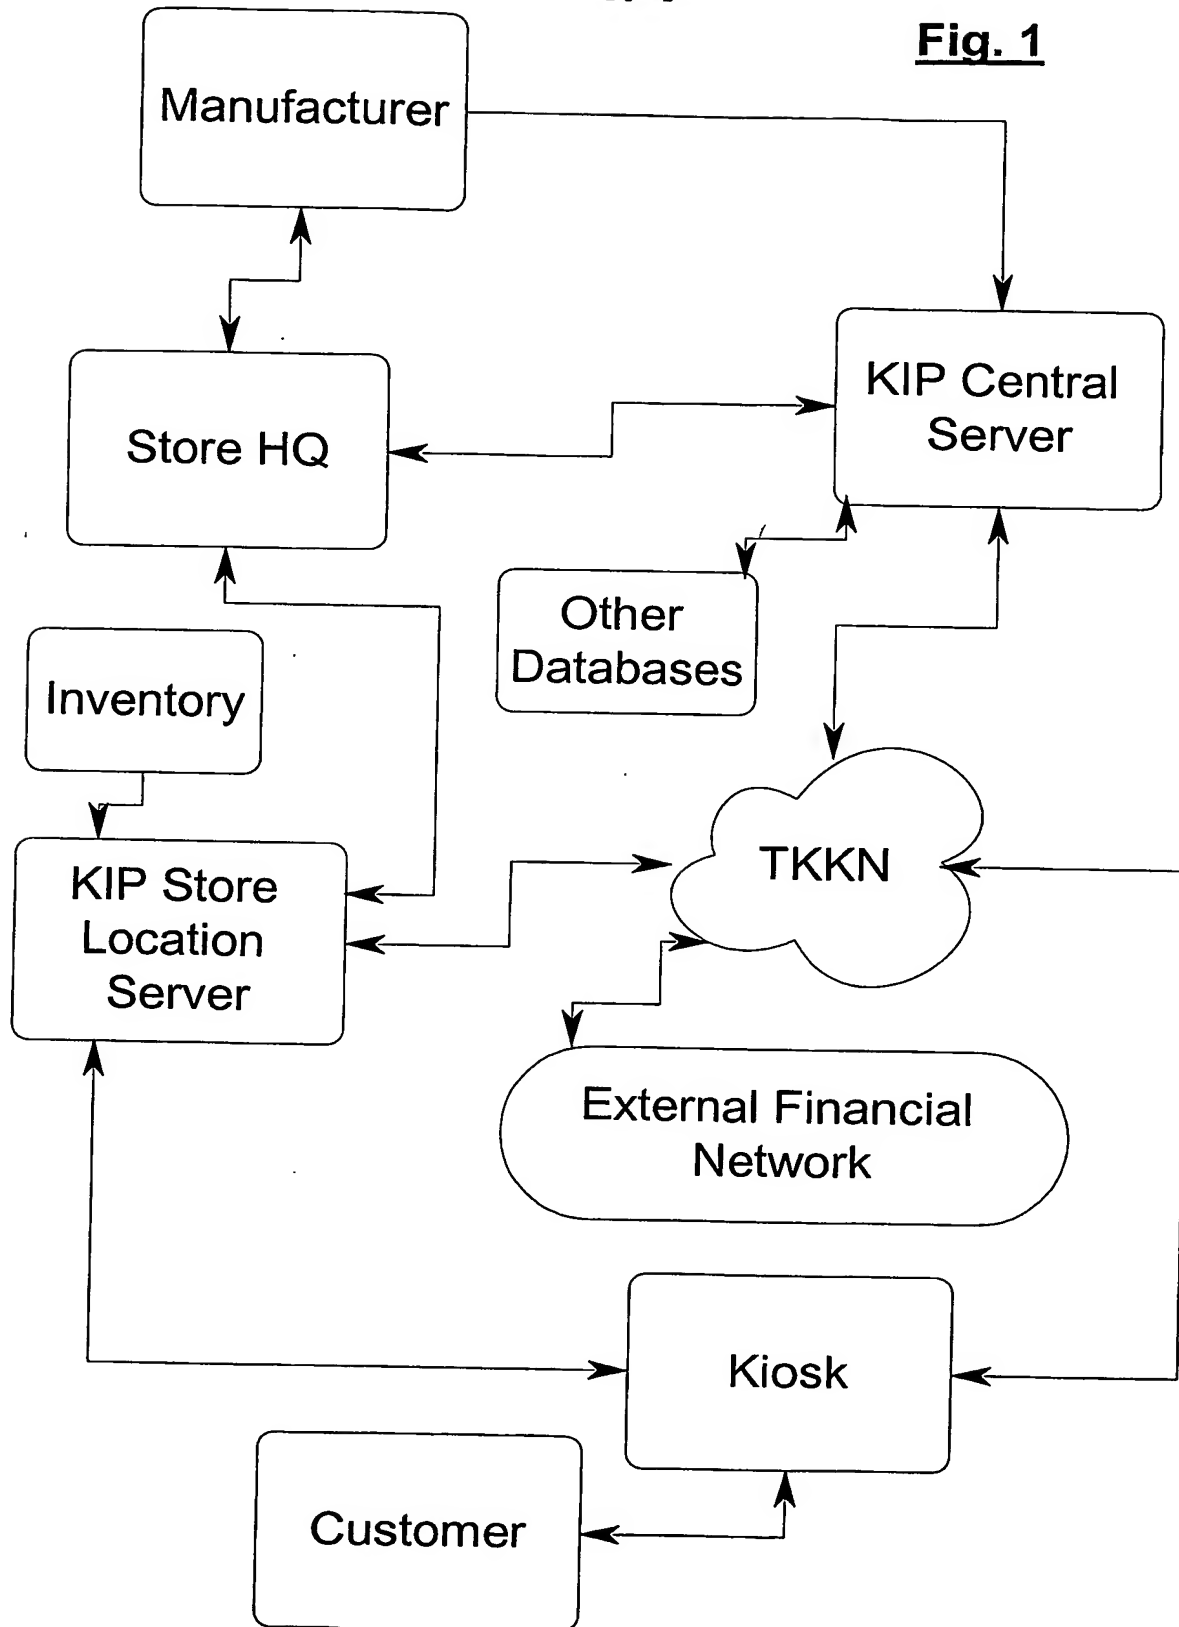 Fig. 1
Manufacturer
KIP Central
Server
Store HQ
Other
Databases
Inventory
TKKN
KIP Store
Location
Server
External Financial
Network
Kiosk
Customer